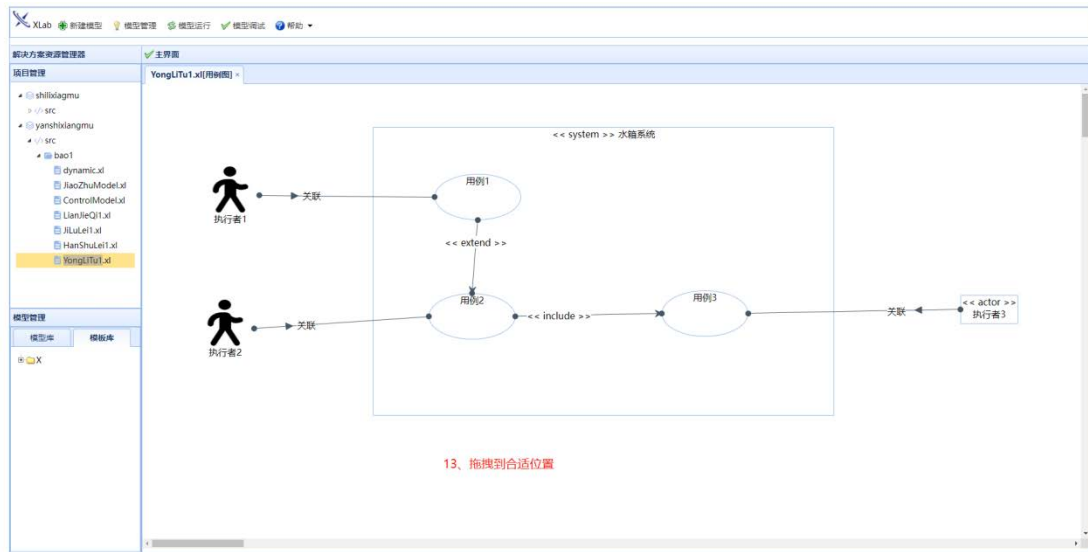 XLab 新建模型 模型管理 模型运行 模型调试 帮助
解决方案资源管理器
主界面
项目管理
YongLiTu1.xl[用例图] ×
shilixiagmu
src
yanshixiangmu
src
bao1
dynamic.xl
JiaoZhuModel.xl
ControlModel.xl
LianJieQi1.xl
JiLuLei1.xl
HanShuLei1.xl
YongLiTu1.xl
模型管理
模型库 模板库
X
<< system >> 水箱系统
用例1
关联
执行者1
<< extend >>
用例2
用例3
<< include >>
关联
执行者2
关联
<< actor >>
执行者3
13、拖拽到合适位置